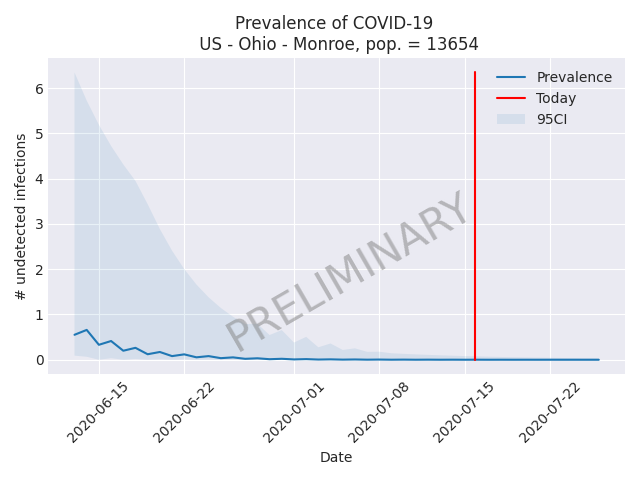 Prevalence of COVID-19
US - Ohio - Monroe, pop. = 13654
# undetected infections
6
5
4
3
2
1
0
Prevalence
Today
95CI
PRELIMINARY
2020-06-15
2020-06-22
2020-07-01
2020-07-08
2020-07-15
2020-07-22
Date